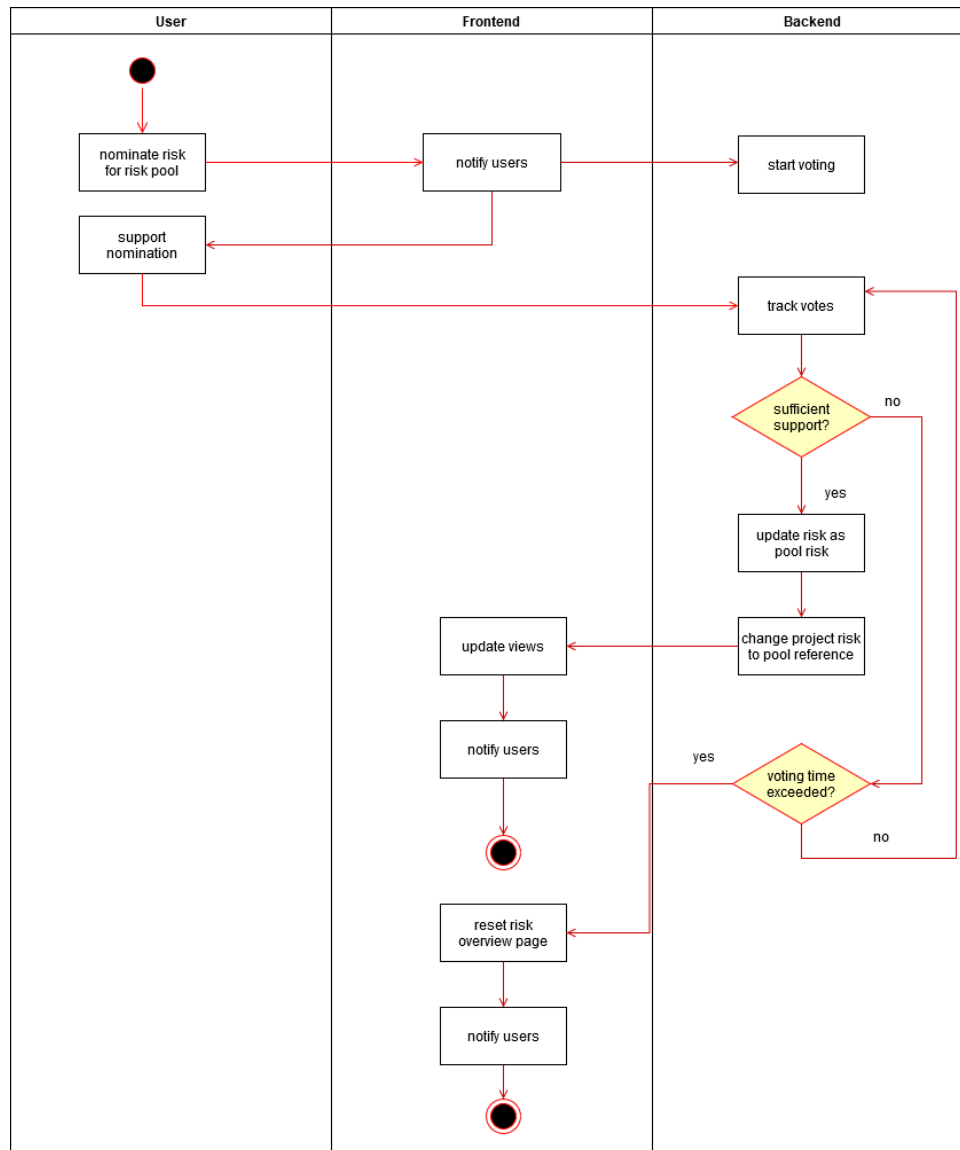 User
Frontend
Backend
nominate risk
for risk pool
notify users
start voting
support
nomination
track votes
sufficient
support?
no
yes
update risk as
pool risk
change project risk
to pool reference
update views
notify users
voting time
exceeded?
yes
no
reset risk
overview page
notify users